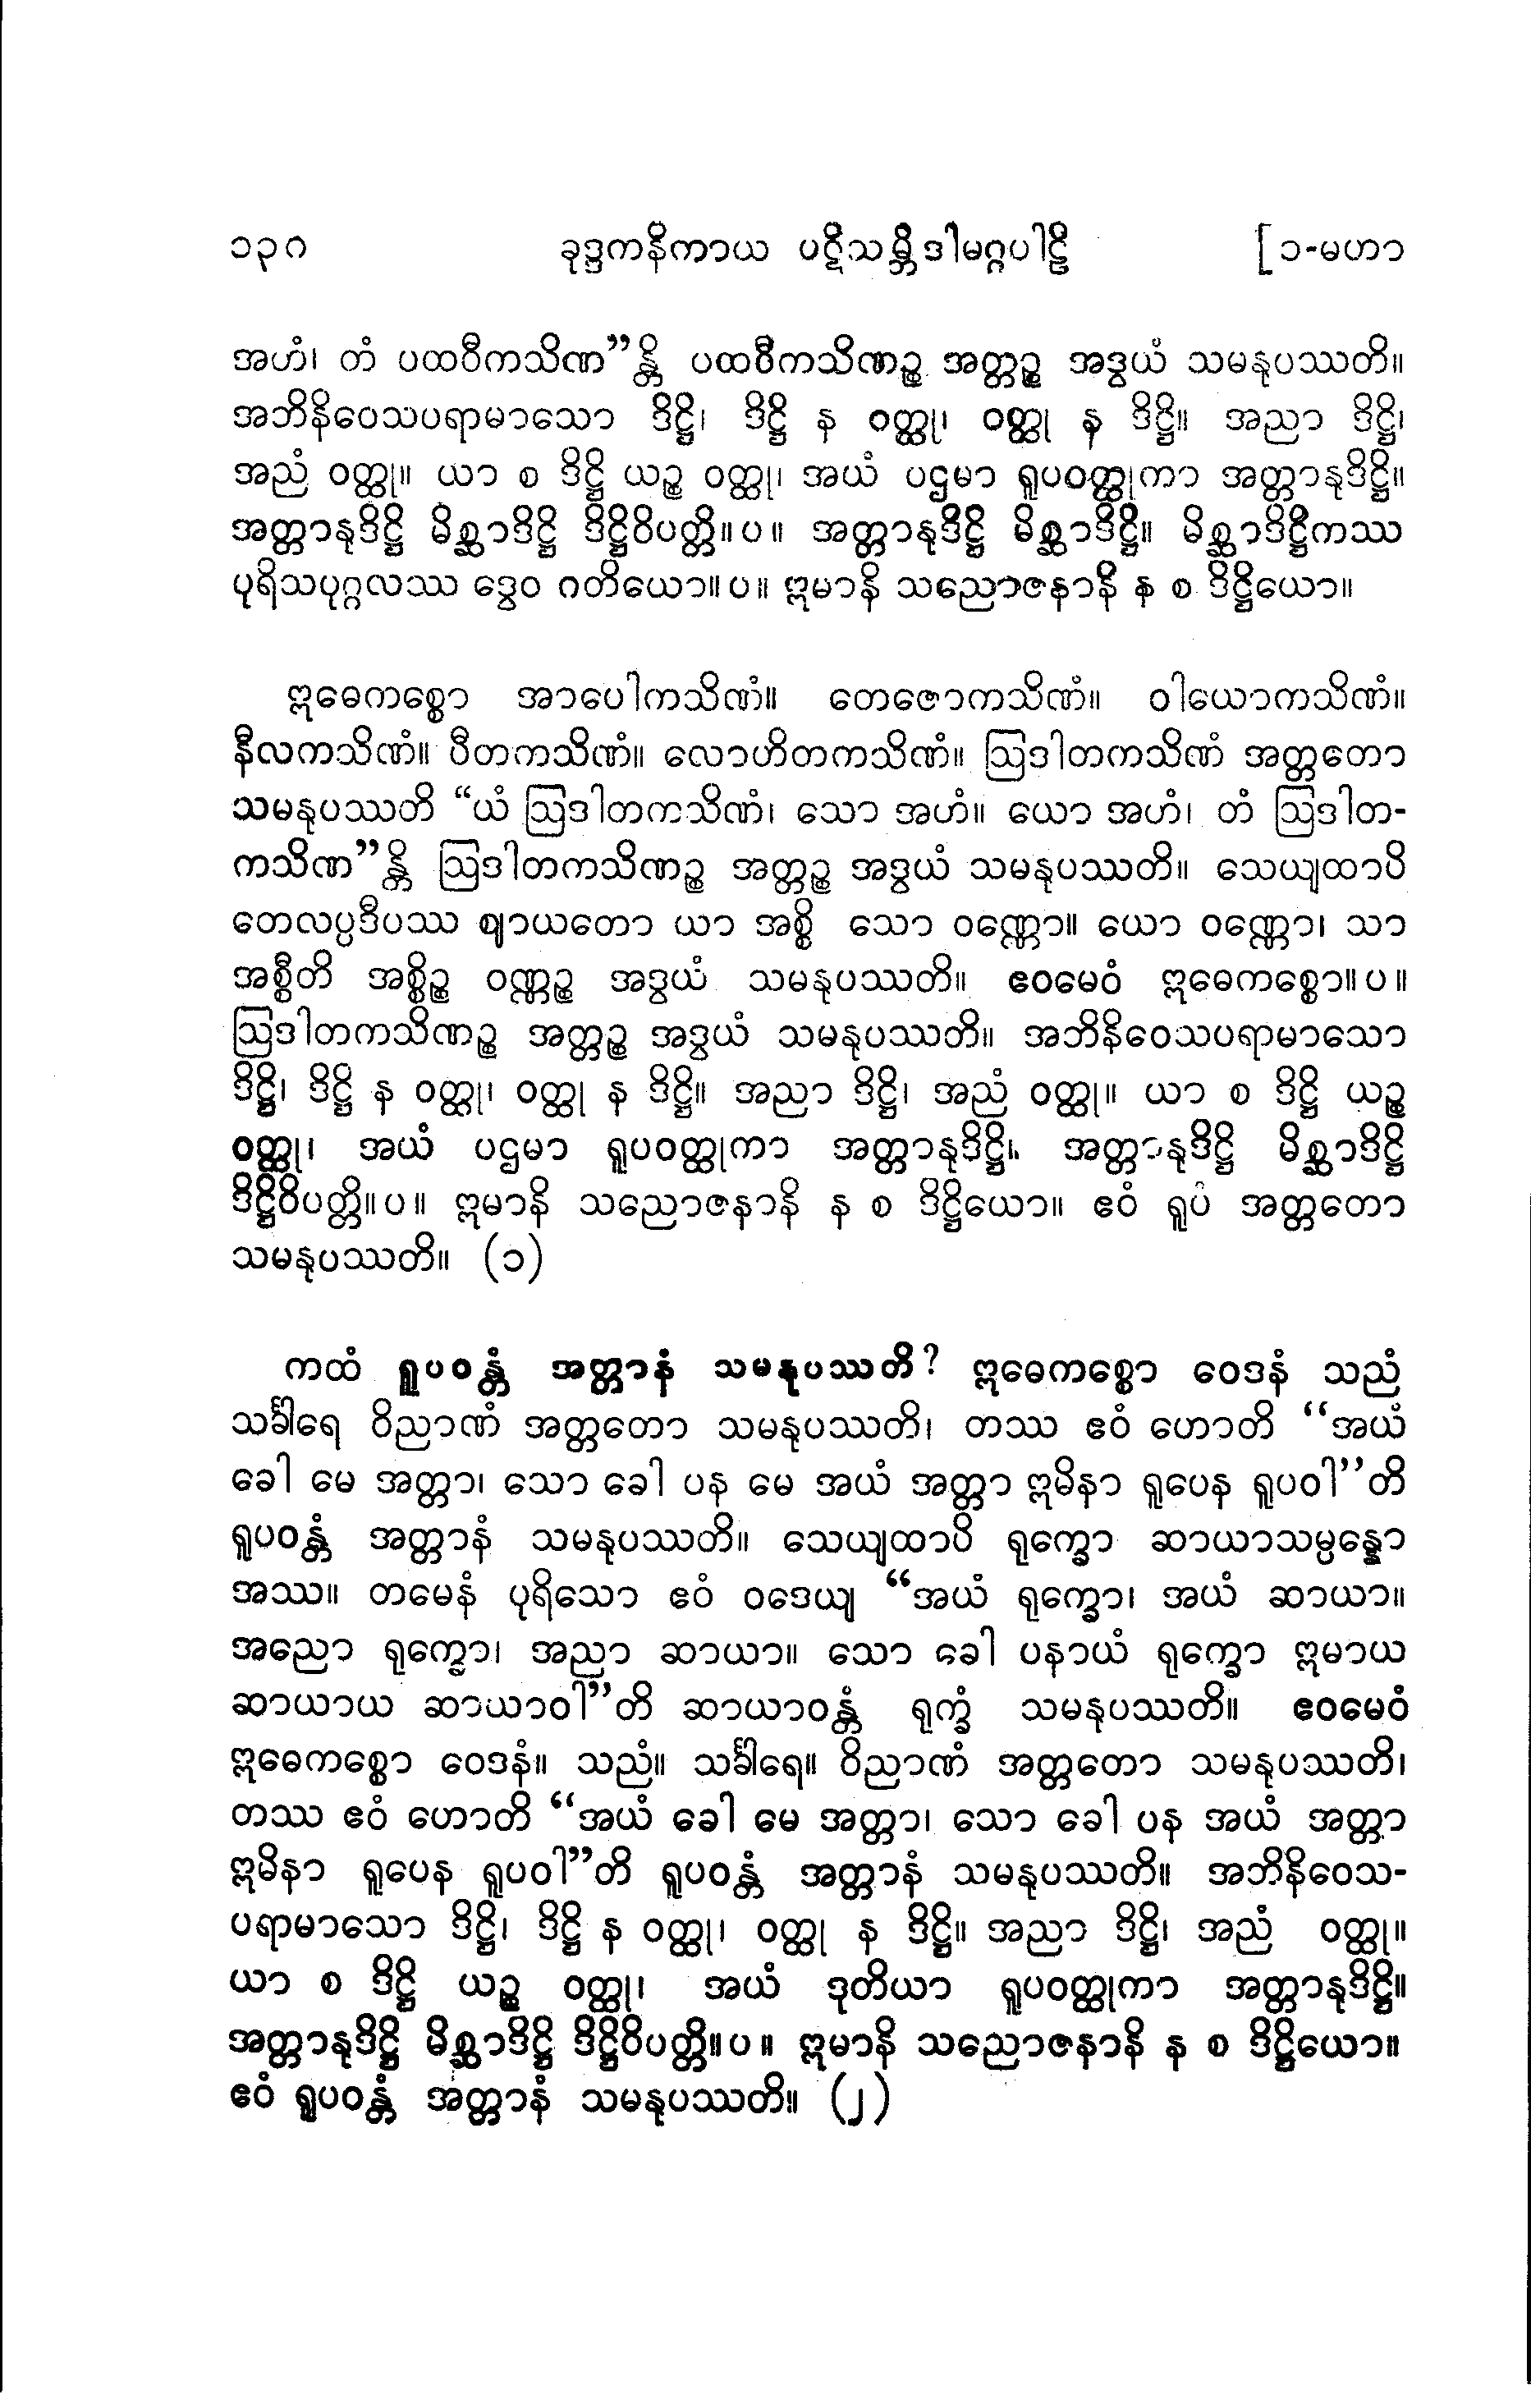 ၁၃၈ ခုဒ္ဒကနိကာယ ပဋိသမ္ဘိဒါမဂ္ဂပါဠိ [၁-မဟာ
အဟံ၊ တံ ပထဝီကသိဏ”န္တိ ပထဝီကသိဏဉ္စ အတ္တဉ္စ အဒွယံ သမနုပဿတိ။
အဘိနိဝေသပရာမာသော ဒိဋ္ဌိ၊ ဒိဋ္ဌိ န ဝတ္ထု၊ ဝတ္ထု န ဒိဋ္ဌိ။ အညာ ဒိဋ္ဌိ၊
အညံ ဝတ္ထု။ ယာ စ ဒိဋ္ဌိ ယဉ္စ ဝတ္ထု၊ အယံ ပဌမာ ရူပဝတ္ထုကာ အတ္တာနုဒိဋ္ဌိ။
အတ္တာနုဒိဋ္ဌိ မိစ္ဆာဒိဋ္ဌိ ဒိဋ္ဌိဝိပတ္တိ။ပ။ အတ္တာနုဒိဋ္ဌိ မိစ္ဆာဒိဋ္ဌိ။ မိစ္ဆာဒိဋ္ဌိကဿ
ပုရိသပုဂ္ဂလဿ ဒွေဝ ဂတိယော။ပ။ ဣမာနိ သညောဇနာနိ န စ ဒိဋ္ဌိယော။
ဣဓေကစ္စော အာပေါကသိဏံ။ တေဇောကသိဏံ။ ဝါယောကသိဏံ။
နီလကသိဏံ။ ပီတကသိဏံ။ လောဟိတကသိဏံ။ ဩဒါတကသိဏံ အတ္တတော
သမနုပဿတိ “ယံ ဩဒါတကသိဏံ၊ သော အဟံ။ ယော အဟံ၊ တံ ဩဒါတ-
ကသိဏ”န္တိ ဩဒါတကသိဏဉ္စ အတ္တဉ္စ အဒွယံ သမနုပဿတိ။ သေယျထာပိ
တေလပ္ပဒီပဿ ဈာယတော ယာ အစ္စိ သော ဝဏ္ဏော။ ယော ဝဏ္ဏော၊ သာ
အစ္စီတိ အစ္စိဉ္စ ဝဏ္ဏဉ္စ အဒွယံ သမနုပဿတိ။ ဧဝမေဝံ ဣဓေကစ္စော။ပ။
ဩဒါတကသိဏဉ္စ အတ္တဉ္စ အဒွယံ သမနုပဿတိ။ အဘိနိဝေသပရာမာသော
ဒိဋ္ဌိ၊ ဒိဋ္ဌိ န ဝတ္ထု၊ ဝတ္ထု န ဒိဋ္ဌိ။ အညာ ဒိဋ္ဌိ၊ အညံ ဝတ္ထု။ ယာ စ ဒိဋ္ဌိ ယဉ္စ
ဝတ္ထု၊ အယံ ပဌမာ ရူပဝတ္ထုကာ အတ္တာနုဒိဋ္ဌိ။ အတ္တာနုဒိဋ္ဌိ မိစ္ဆာဒိဋ္ဌိ
ဒိဋ္ဌိဝိပတ္တိ။ပ။ ဣမာနိ သညောဇနာနိ န စ ဒိဋ္ဌိယော။ ဧဝံ ရူပံ အတ္တတော
သမနုပဿတိ။ (၁)
ကထံ ရူပဝန္တံ အတ္တာနံ သမနုပဿတိ? ဣဓေကစ္စော ဝေဒနံ သညံ
သင်္ခါရေ ဝိညာဏံ အတ္တတော သမနုပဿတိ၊ တဿ ဧဝံ ဟောတိ “အယံ
ခေါ မေ အတ္တာ၊ သော ခေါ ပန မေ အယံ အတ္တာ ဣမိနာ ရူပေန ရူပဝါ”တိ
ရူပဝန္တံ အတ္တာနံ သမနုပဿတိ။ သေယျထာပိ ရုက္ခော ဆာယာသမ္ပန္နော
အဿ။ တမေနံ ပုရိသော ဧဝံ ဝဒေယျ “အယံ ရုက္ခော၊ အယံ ဆာယာ။
အညော ရုက္ခော၊ အညာ ဆာယာ။ သော ခေါ ပနာယံ ရုက္ခော ဣမာယ
ဆာယာယ ဆာယာဝါ”တိ ဆာယာဝန္တံ ရုက္ခံ သမနုပဿတိ။ ဧဝမေဝံ
ဣဓေကစ္စော ဝေဒနံ။ သညံ။ သင်္ခါရေ။ ဝိညာဏံ အတ္တတော သမနုပဿတိ၊
တဿ ဧဝံ ဟောတိ “အယံ ခေါ မေ အတ္တာ၊ သော ခေါ ပန အယံ အတ္တာ
ဣမိနာ ရူပေန ရူပဝါ”တိ ရူပဝန္တံ အတ္တာနံ သမနုပဿတိ။ အဘိနိဝေသ-
ပရာမာသော ဒိဋ္ဌိ၊ ဒိဋ္ဌိ န ဝတ္ထု၊ ဝတ္ထု န ဒိဋ္ဌိ။ အညာ ဒိဋ္ဌိ၊ အညံ ဝတ္ထု။
ယာ စ ဒိဋ္ဌိ ယဉ္စ ဝတ္ထု၊ အယံ ဒုတိယာ ရူပဝတ္ထုကာ အတ္တာနုဒိဋ္ဌိ။
အတ္တာနုဒိဋ္ဌိ မိစ္ဆာဒိဋ္ဌိ ဒိဋ္ဌိဝိပတ္တိ။ပ။ ဣမာနိ သညောဇနာနိ န စ ဒိဋ္ဌိယော။
ဧဝံ ရူပဝန္တံ အတ္တာနံ သမနုပဿတိ။ (၂)